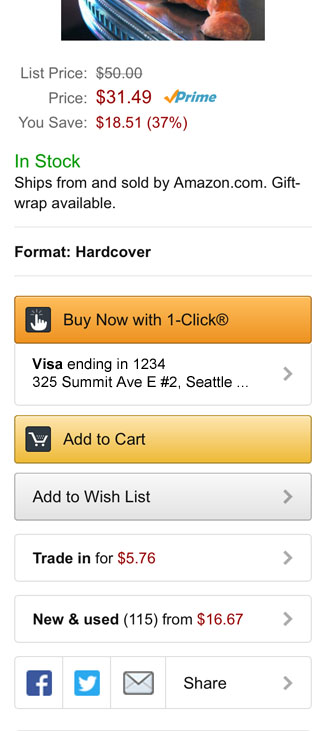 List Price: $50.00
Price: $31.49 Prime
You Save: $18.51 (37%)
In Stock
Ships from and sold by Amazon.com. Gift-
wrap available.
Format: Hardcover
Buy Now with 1-Click®
Visa ending in 1234
325 Summit Ave E #2, Seattle ...
Add to Cart
Add to Wish List
Trade in for $5.76
New & used (115) from $16.67
Share